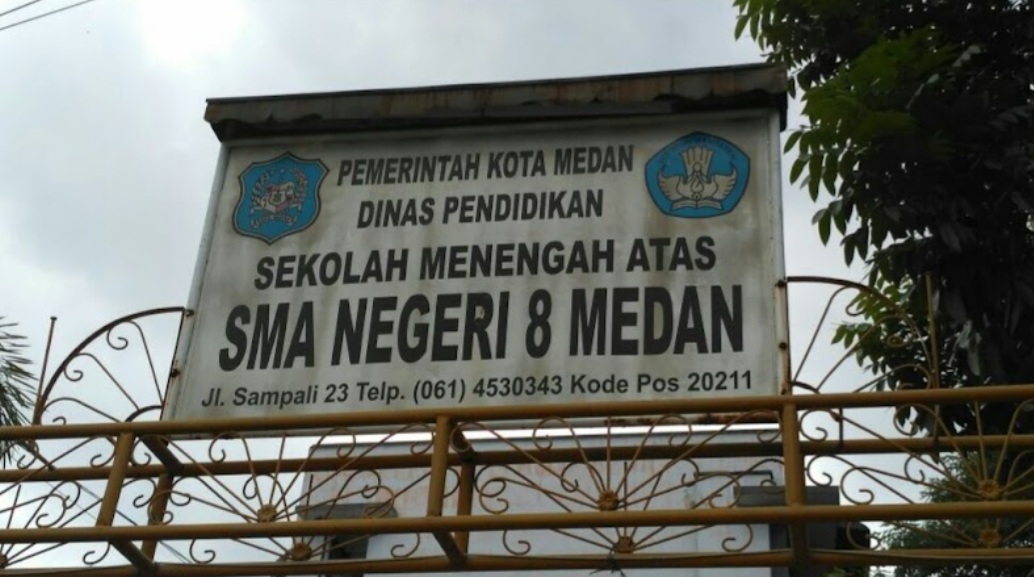 PEMERINTAH KOTA MEDAN
DINAS PENDIDIKAN
SEKOLAH MENENGAH ATAS
SMA NEGERI 8 MEDAN
Jl. Sampali 23 Telp. (061) 4530343 Kode Pos 20211